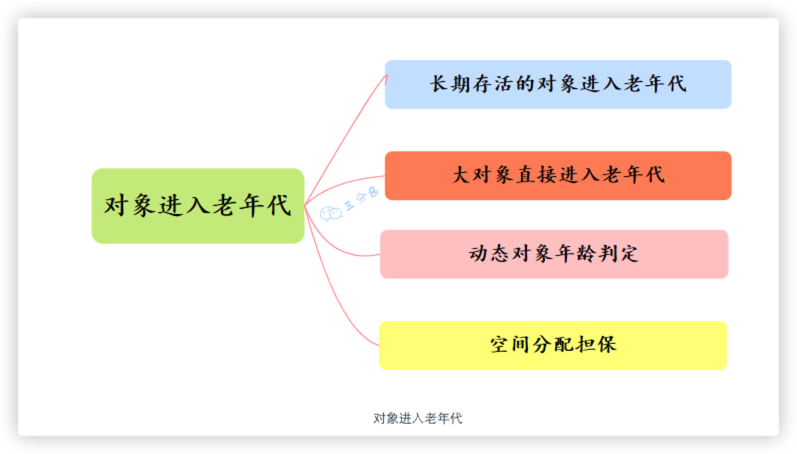 长期存活的对象进入老年代
大对象直接进入老年代
对象进入老年代
三分恶
动态对象年龄判定
空间分配担保
对象进入老年代